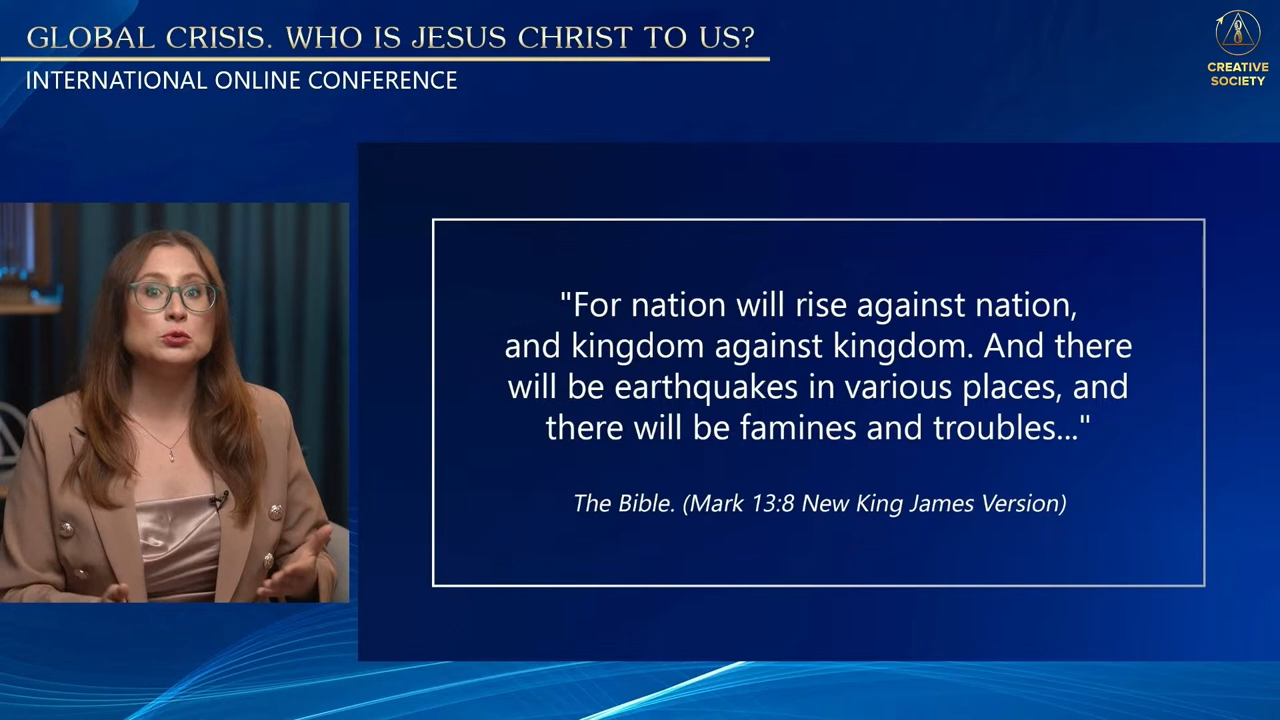 GLOBAL CRISIS. WHO IS JESUS CHRIST TO US?
INTERNATIONAL ONLINE CONFERENCE
CREATIVE
SOCIETY
"For nation will rise against nation,
and kingdom against kingdom. And there
will be earthquakes in various places, and
there will be famines and troubles..."
The Bible. (Mark 13:8 New King James Version)